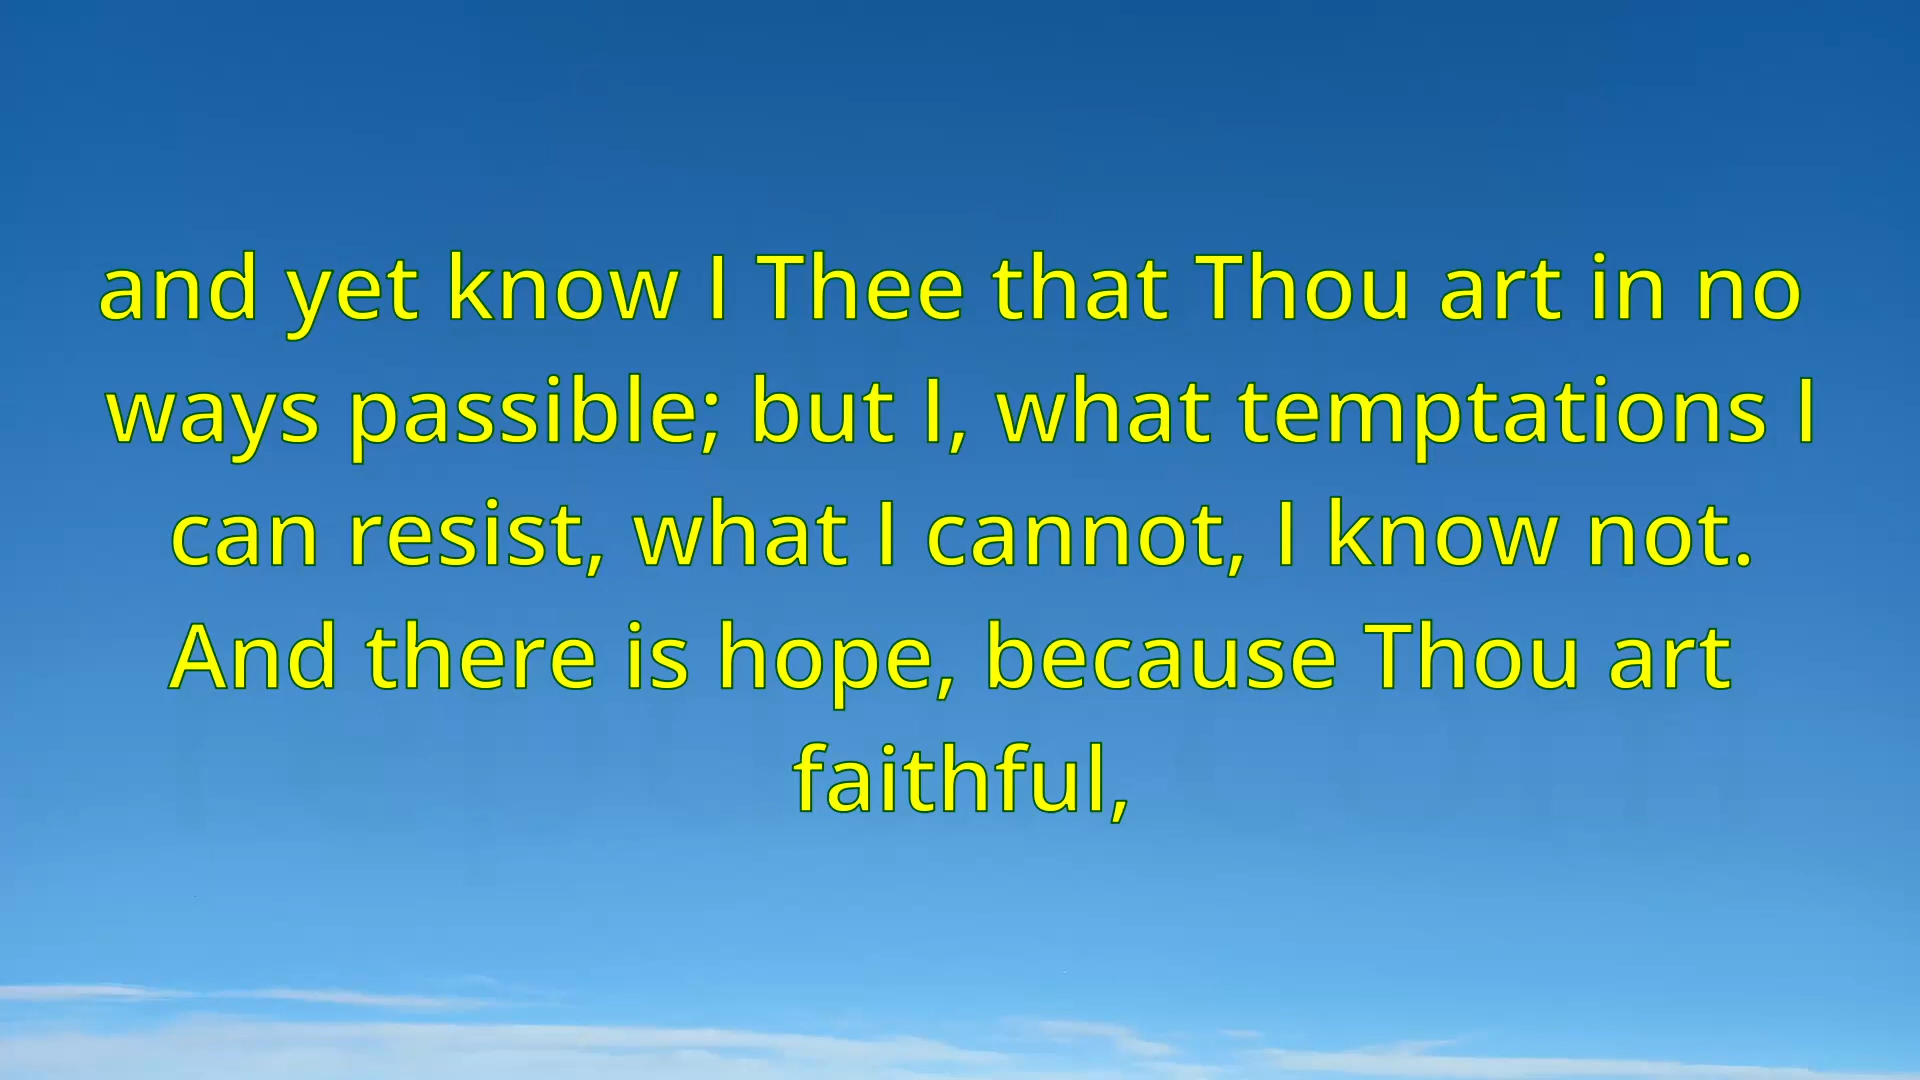 and yet know I Thee that Thou art in no
ways passible; but I, what temptations I
can resist, what I cannot, I know not.
And there is hope, because Thou art
faithful,